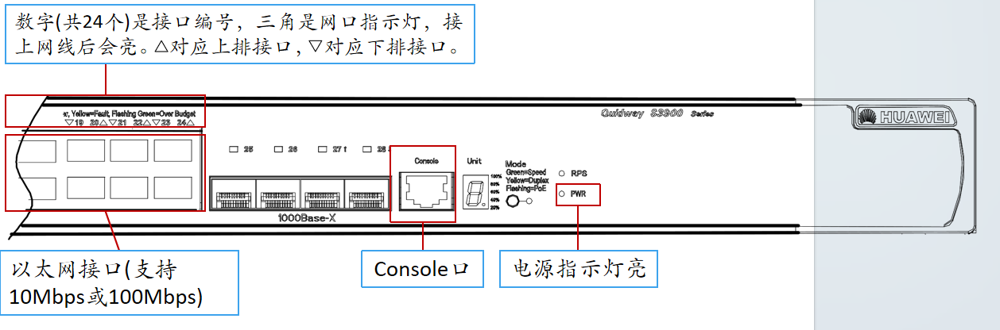 数字(共24个)是接口编号，三角是网口指示灯，接
上网线后会亮。△对应上排接口，▽对应下排接口。
er, Yellow=Fault, Flashing Green=Over Budget
▽19 20△▽21 22△▽23 24△
Quidway S3900 Series
HUAWEI
25 26 27 28
Console
Unit
Mode
Green=Speed
Yellow=Duplex
Flashing=PoE
100%
80%
60%
40%
20%
RPS
PWR
1000Base-X
以太网接口(支持
10Mbps或100Mbps)
Console口
电源指示灯亮